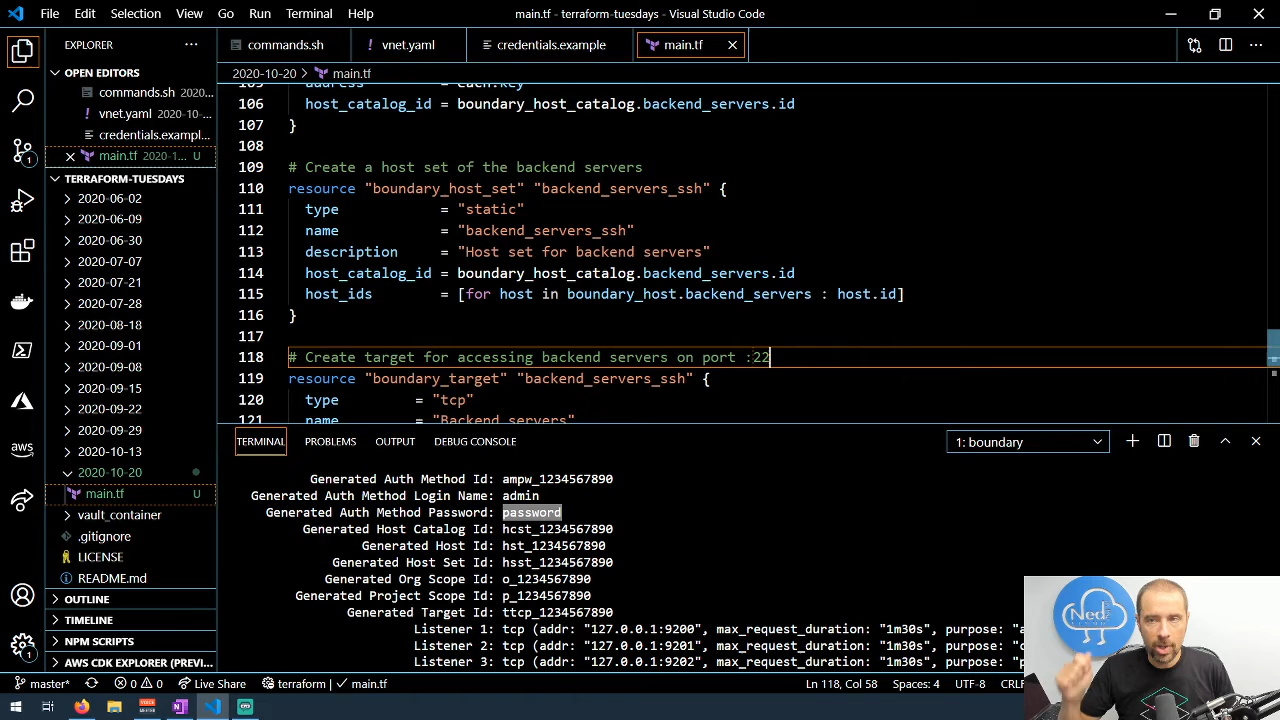 File Edit Selection View Go Run Terminal Help
main.tf - terraform-tuesdays - Visual Studio Code
EXPLORER
OPEN EDITORS
commands.sh 2020...
vnet.yaml 2020-10-...
credentials.exampl...
main.tf 2020-1... U
TERRAFORM-TUESDAYS
2020-06-02
2020-06-09
2020-06-30
2020-07-07
2020-07-21
2020-07-28
2020-08-18
2020-09-01
2020-09-08
2020-09-15
2020-09-22
2020-09-29
2020-10-13
2020-10-20
main.tf U
vault_container
.gitignore
LICENSE
README.md
OUTLINE
TIMELINE
NPM SCRIPTS
AWS CDK EXPLORER (PREVI...
commands.sh
vnet.yaml
credentials.example
main.tf
2020-10-20 > main.tf
105 address = each.key
106 host_catalog_id = boundary_host_catalog.backend_servers.id
107 }
108
109 # Create a host set of the backend servers
110 resource "boundary_host_set" "backend_servers_ssh" {
111 type = "static"
112 name = "backend_servers_ssh"
113 description = "Host set for backend servers"
114 host_catalog_id = boundary_host_catalog.backend_servers.id
115 host_ids = [for host in boundary_host.backend_servers : host.id]
116 }
117
118 # Create target for accessing backend servers on port :22
119 resource "boundary_target" "backend_servers_ssh" {
120 type = "tcp"
121 name = "Backend servers"
TERMINAL PROBLEMS OUTPUT DEBUG CONSOLE
1: boundary
Generated Auth Method Id: ampw_1234567890
Generated Auth Method Login Name: admin
Generated Auth Method Password: password
Generated Host Catalog Id: hcst_1234567890
Generated Host Id: hst_1234567890
Generated Host Set Id: hsst_1234567890
Generated Org Scope Id: o_1234567890
Generated Project Scope Id: p_1234567890
Generated Target Id: ttcp_1234567890
Listener 1: tcp (addr: "127.0.0.1:9200", max_request_duration: "1m30s", purpose: "a
Listener 2: tcp (addr: "127.0.0.1:9201", max_request_duration: "1m30s", purpose: "c
Listener 3: tcp (addr: "127.0.0.1:9202", max_request_duration: "1m30s", purpose: "p
aws
1
1
Ned
master* 0 0 Live Share terraform main.tf
Ln 118, Col 58 Spaces: 4 UTF-8 CRLF